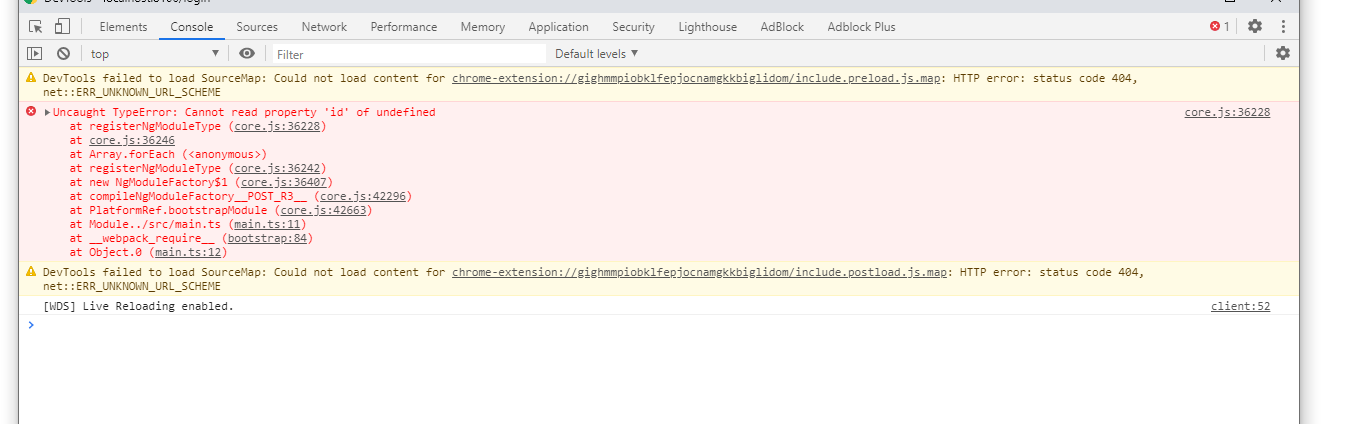 Elements Console Sources Network Performance Memory Application Security Lighthouse AdBlock Adblock Plus 1
top Filter Default levels
DevTools failed to load SourceMap: Could not load content for chrome-extension://gighmmpiobklfepjocnamgkkbiglidom/include.preload.js.map: HTTP error: status code 404,
net::ERR_UNKNOWN_URL_SCHEME
Uncaught TypeError: Cannot read property 'id' of undefined core.js:36228
at registerNgModuleType (core.js:36228)
at core.js:36246
at Array.forEach (<anonymous>)
at registerNgModuleType (core.js:36242)
at new NgModuleFactory$1 (core.js:36407)
at compileNgModuleFactory__POST_R3__ (core.js:42296)
at PlatformRef.bootstrapModule (core.js:42663)
at Module../src/main.ts (main.ts:11)
at __webpack_require__ (bootstrap:84)
at Object.0 (main.ts:12)
DevTools failed to load SourceMap: Could not load content for chrome-extension://gighmmpiobklfepjocnamgkkbiglidom/include.postload.js.map: HTTP error: status code 404,
net::ERR_UNKNOWN_URL_SCHEME
[WDS] Live Reloading enabled. client:52